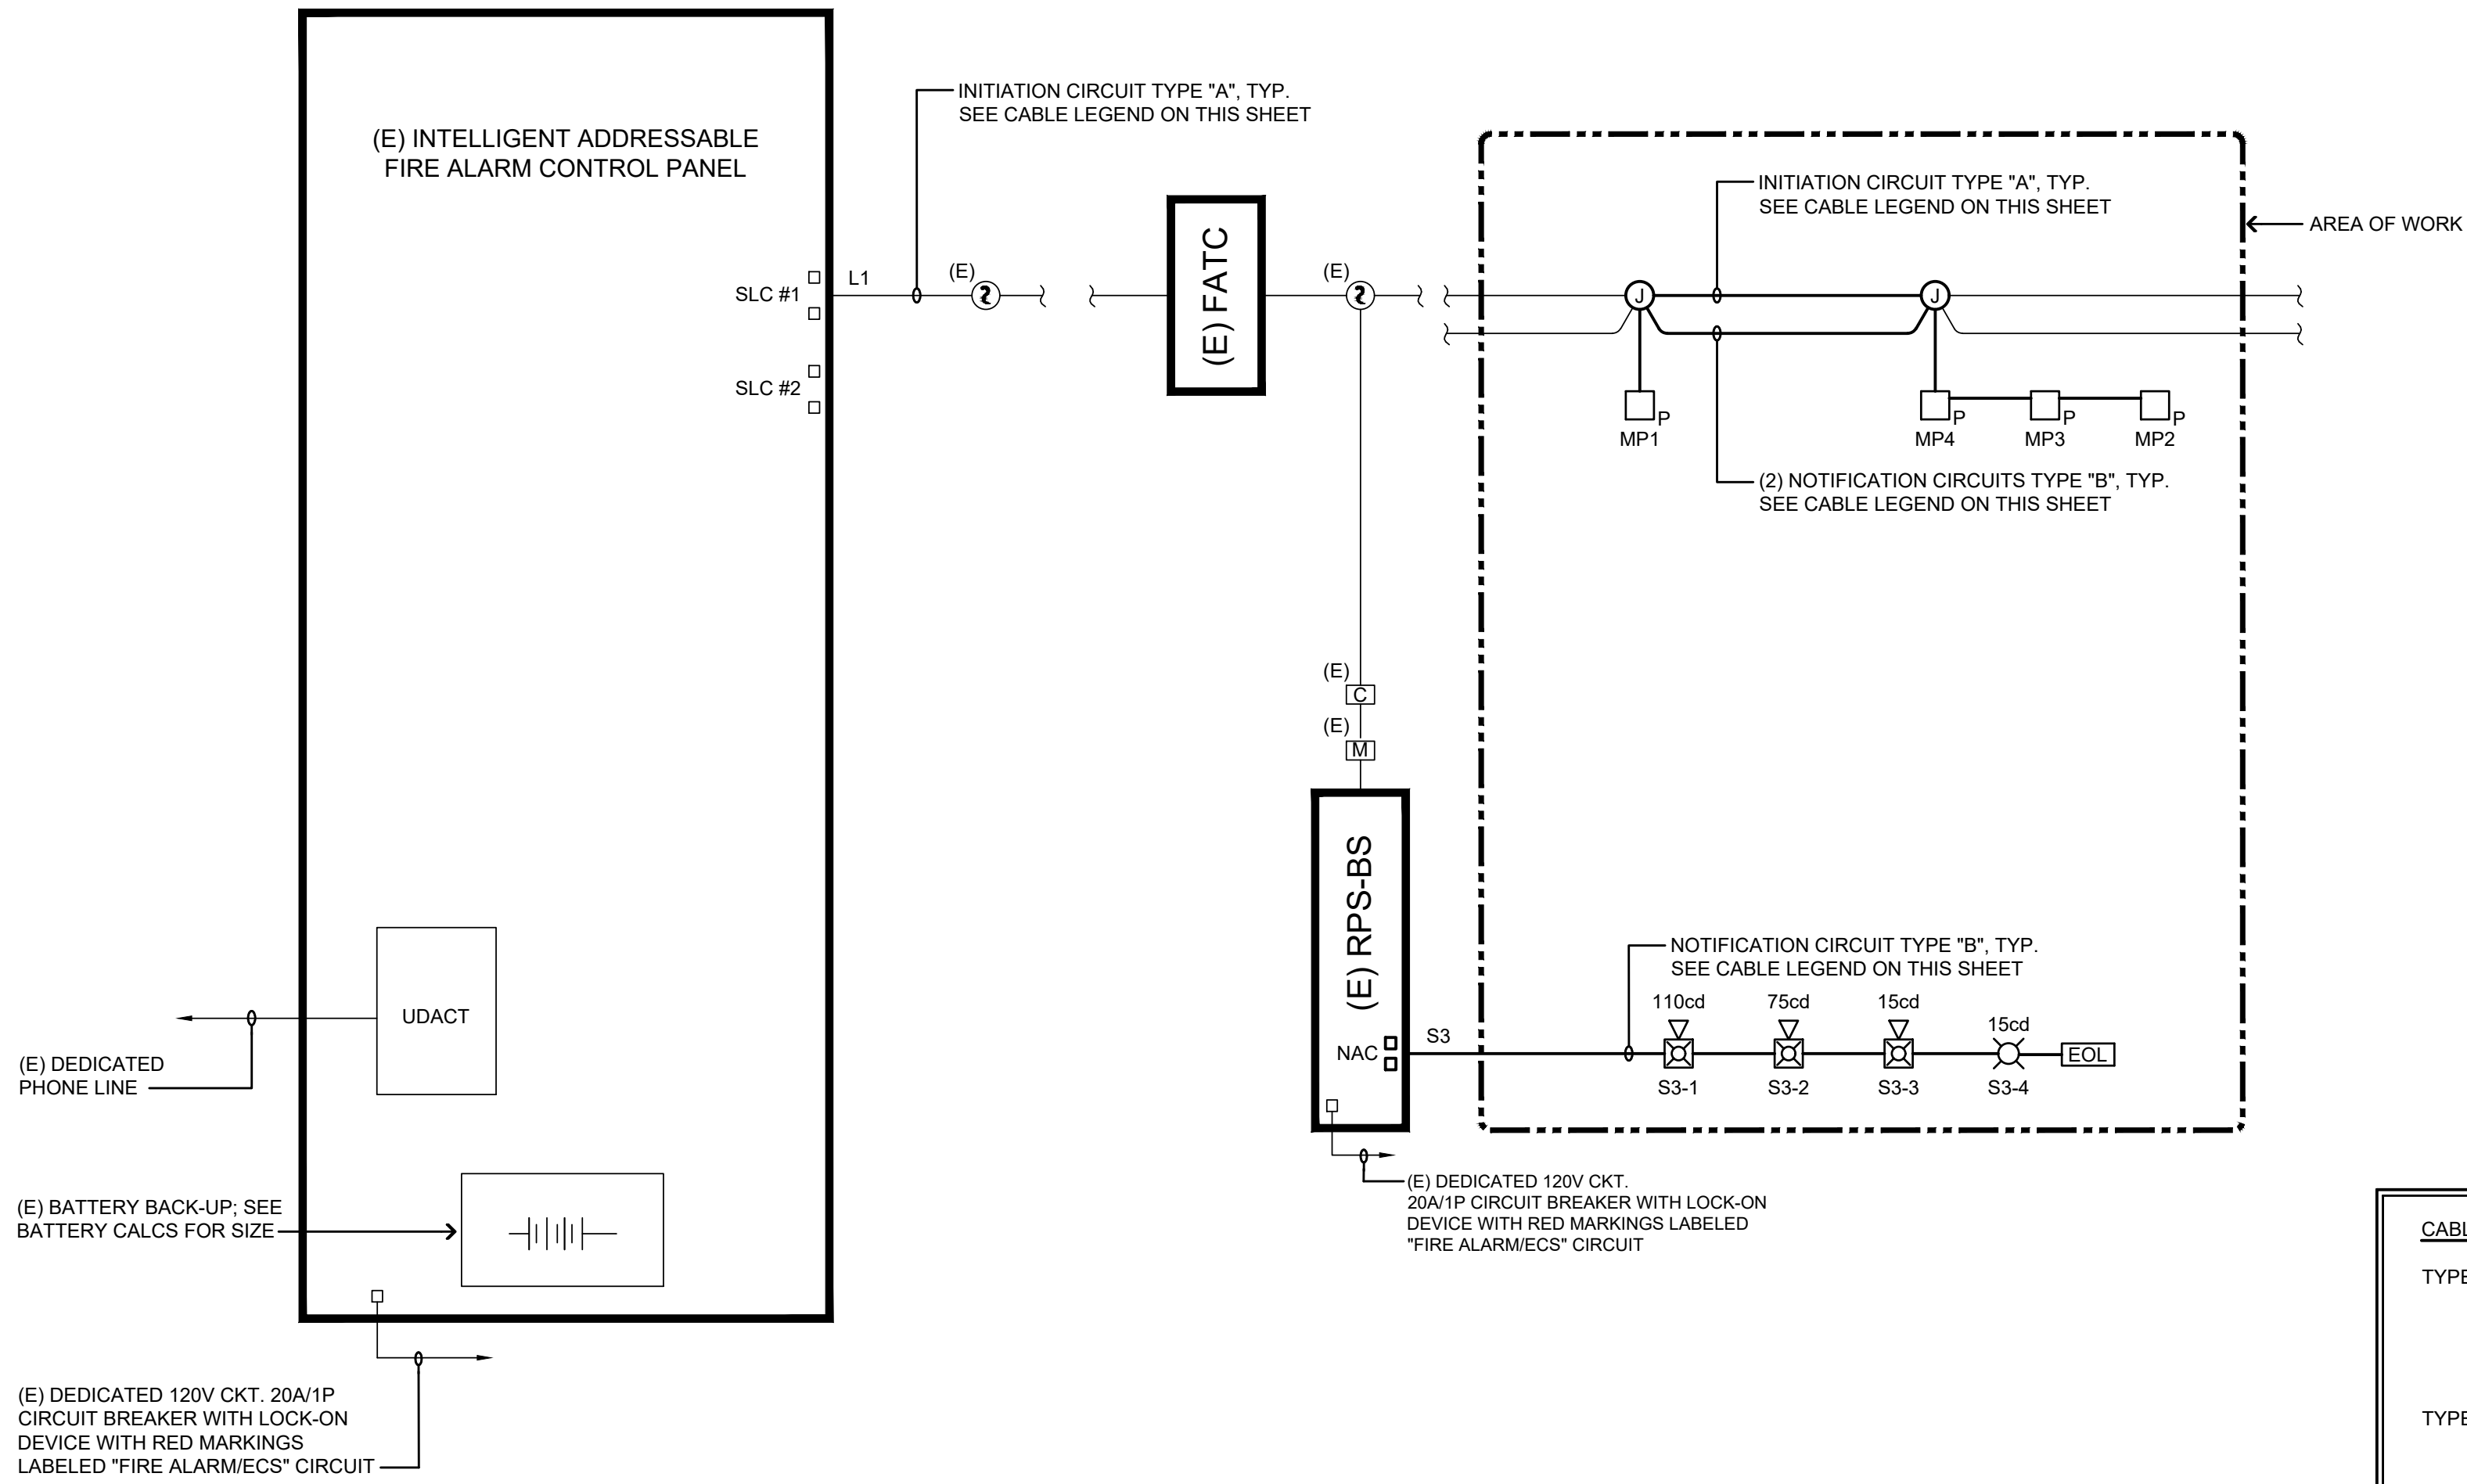 INITIATION CIRCUIT TYPE "A", TYP.
SEE CABLE LEGEND ON THIS SHEET
(E) INTELLIGENT ADDRESSABLE
FIRE ALARM CONTROL PANEL
SLC #1
L1
(E)
SLC #2
(E) FATC
(E)
INITIATION CIRCUIT TYPE "A", TYP.
SEE CABLE LEGEND ON THIS SHEET
AREA OF WORK
J
J
P
MP1
P
MP4
P
MP3
P
MP2
(2) NOTIFICATION CIRCUITS TYPE "B", TYP.
SEE CABLE LEGEND ON THIS SHEET
(E)
C
(E)
M
(E) RPS-BS
NAC
S3
NOTIFICATION CIRCUIT TYPE "B", TYP.
SEE CABLE LEGEND ON THIS SHEET
110cd
75cd
15cd
15cd
EOL
S3-1
S3-2
S3-3
S3-4
UDACT
(E) DEDICATED
PHONE LINE
(E) BATTERY BACK-UP; SEE
BATTERY CALCS FOR SIZE
(E) DEDICATED 120V CKT.
20A/1P CIRCUIT BREAKER WITH LOCK-ON
DEVICE WITH RED MARKINGS LABELED
"FIRE ALARM/ECS" CIRCUIT
(E) DEDICATED 120V CKT. 20A/1P
CIRCUIT BREAKER WITH LOCK-ON
DEVICE WITH RED MARKINGS
LABELED "FIRE ALARM/ECS" CIRCUIT
TYPE
TYPE